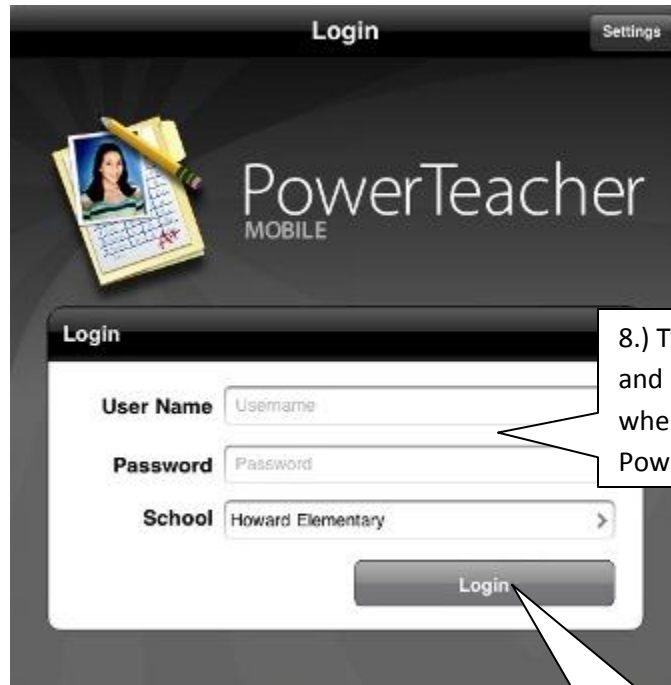 Login
Settings
PowerTeacher
MOBILE
A+
Login
User Name Username
Password Password
School Howard Elementary >
Login
8.) T
and
whe
Pow